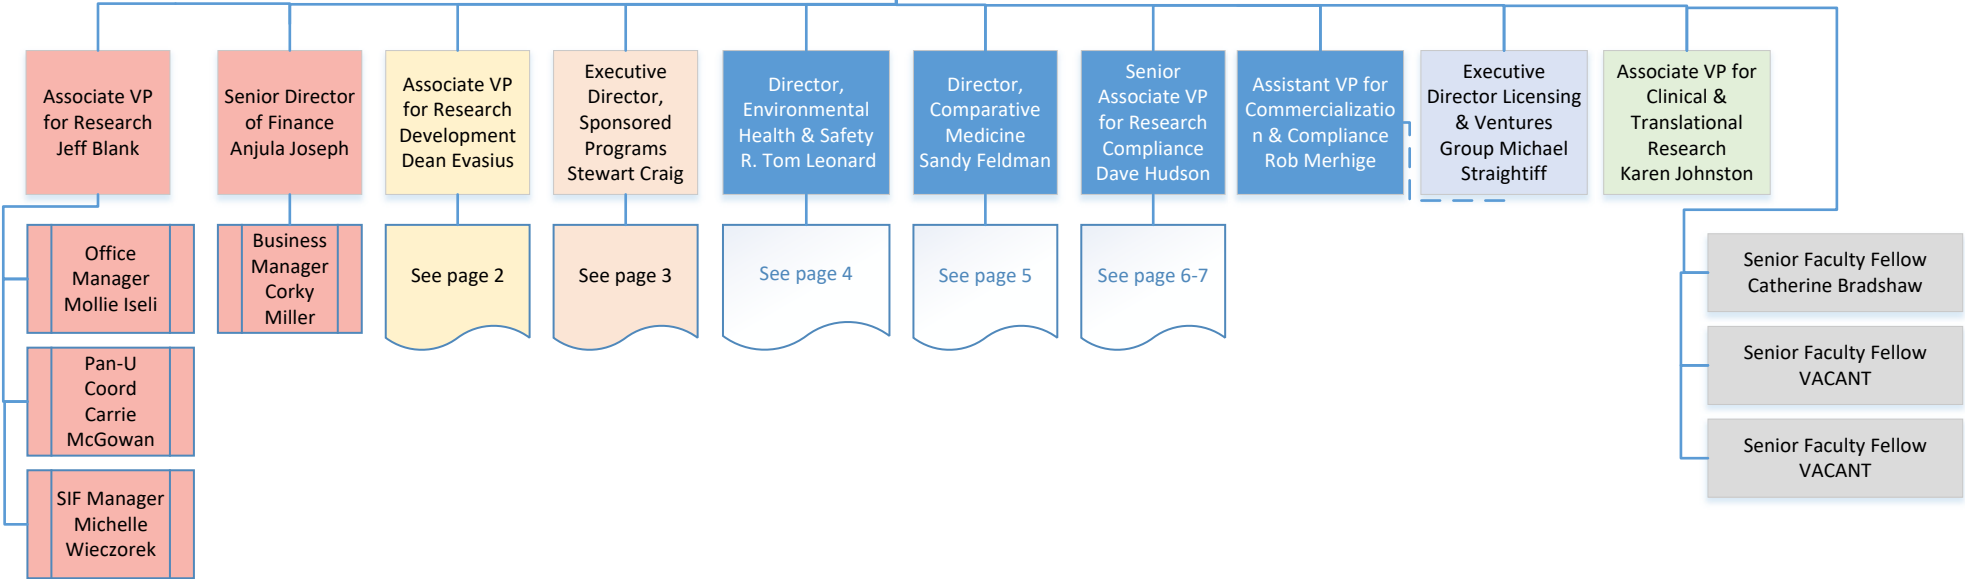 Associate VP
for Research
Jeff Blank
Senior Director
of Finance
Anjula Joseph
Associate VP
for Research
Development
Dean Evasius
Executive
Director,
Sponsored
Programs
Stewart Craig
Director,
Environmental
Health & Safety
R. Tom Leonard
Director,
Comparative
Medicine
Sandy Feldman
Senior
Associate VP
for Research
Compliance
Dave Hudson
Assistant VP for
Commercializatio
n & Compliance
Rob Merhige
Executive
Director Licensing
& Ventures
Group Michael
Straightiff
Associate VP for
Clinical &
Translational
Research
Karen Johnston
Office
Manager
Mollie Iseli
Business
Manager
Corky
Miller
See page 2
See page 3
See page 4
See page 5
See page 6-7
Senior Faculty Fellow
Catherine Bradshaw
Pan-U
Coord
Carrie
McGowan
Senior Faculty Fellow
VACANT
Senior Faculty Fellow
VACANT
SIF Manager
Michelle
Wieczorek